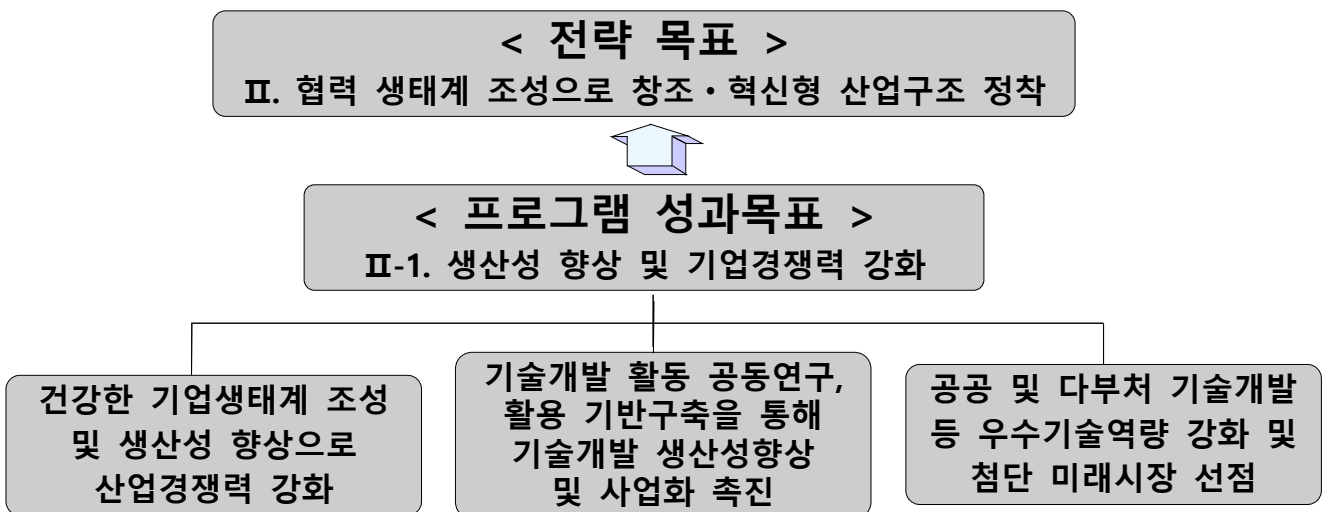 < 전략 목표 >
Ⅱ. 협력 생태계 조성으로 창조・혁신형 산업구조 정착
< 프로그램 성과목표 >
Ⅱ-1. 생산성 향상 및 기업경쟁력 강화
건강한 기업생태계 조성
및 생산성 향상으로
산업경쟁력 강화
기술개발 활동 공동연구,
활용 기반구축을 통해
기술개발 생산성향상
및 사업화 촉진
공공 및 다부처 기술개발
등 우수기술역량 강화 및
첨단 미래시장 선점